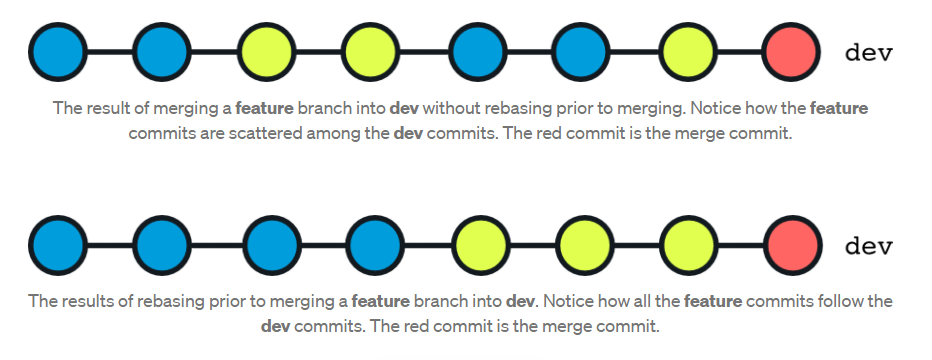 dev
The result of merging a feature branch into dev without rebasing prior to merging. Notice how the feature
commits are scattered among the dev commits. The red commit is the merge commit.
dev
The results of rebasing prior to merging a feature branch into dev. Notice how all the feature commits follow the
dev commits. The red commit is the merge commit.